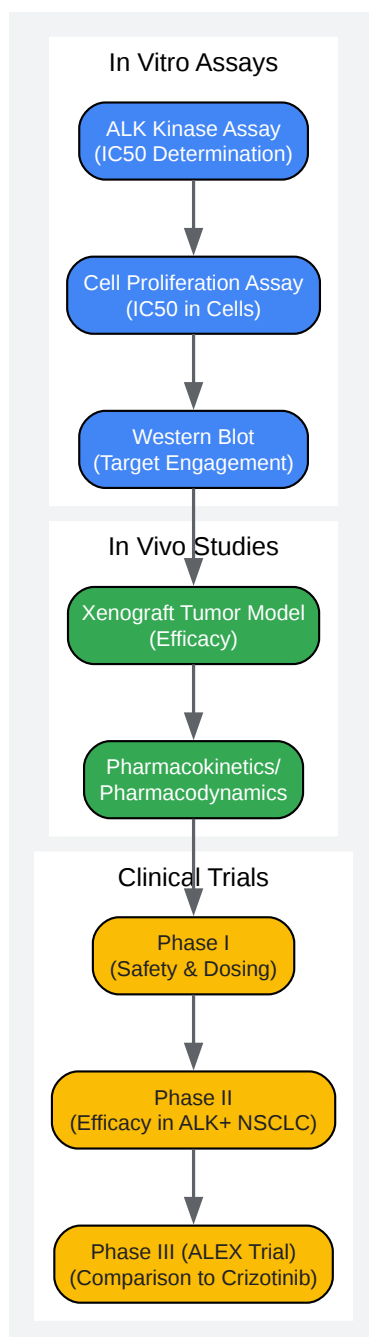 In Vitro Assays
ALK Kinase Assay
(IC50 Determination)
Cell Proliferation Assay
(IC50 in Cells)
Western Blot
(Target Engagement)
In Vivo Studies
Xenograft Tumor Model
(Efficacy)
Pharmacokinetics/
Pharmacodynamics
Clinical Trials
Phase I
(Safety & Dosing)
Phase II
(Efficacy in ALK+ NSCLC)
Phase III (ALEX Trial)
(Comparison to Crizotinib)